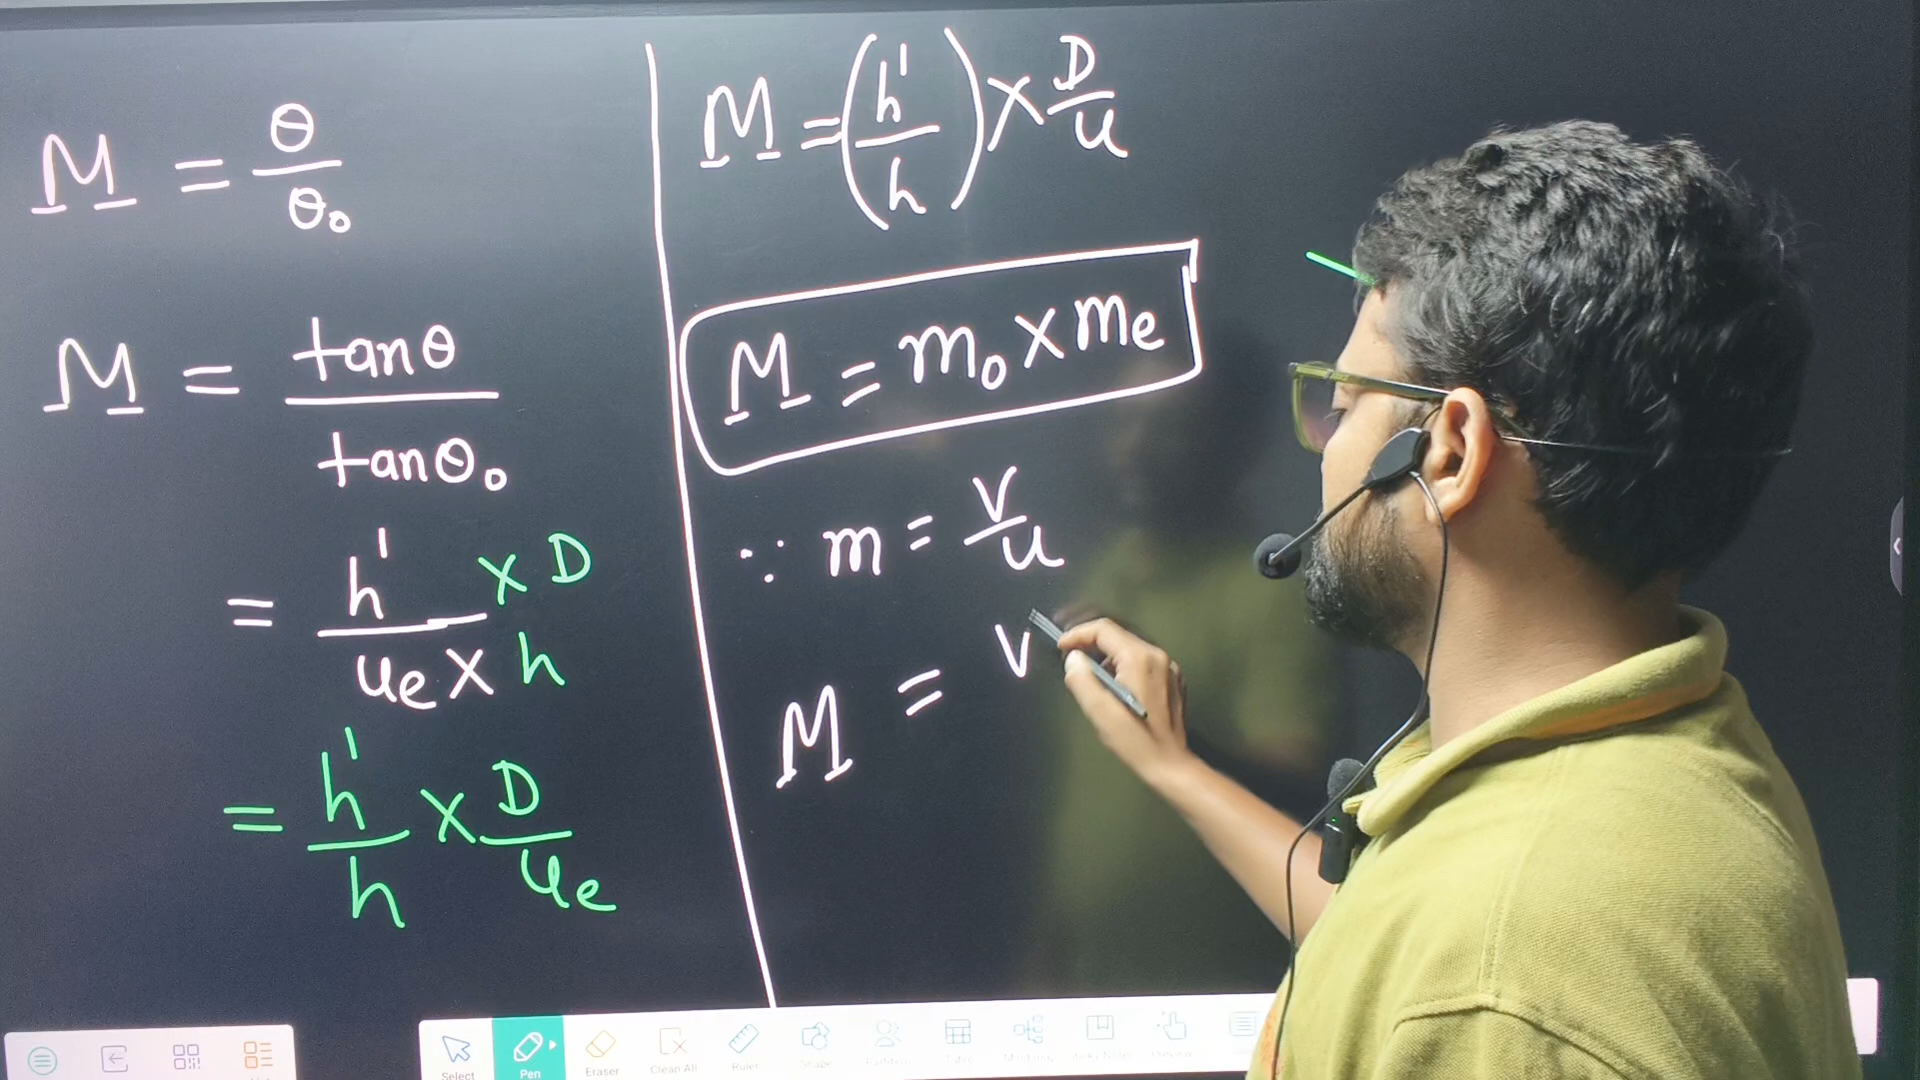 M = θ/θ₀
M = tanθ/tanθ₀
= h'/uₑ × D/h
= h'/h × D/uₑ
M = (h'/h) × D/u
M = m₀ × mₑ
∵ m = v/u
M = v
Select
Pen
Eraser
Clean All
Ruler
Shape